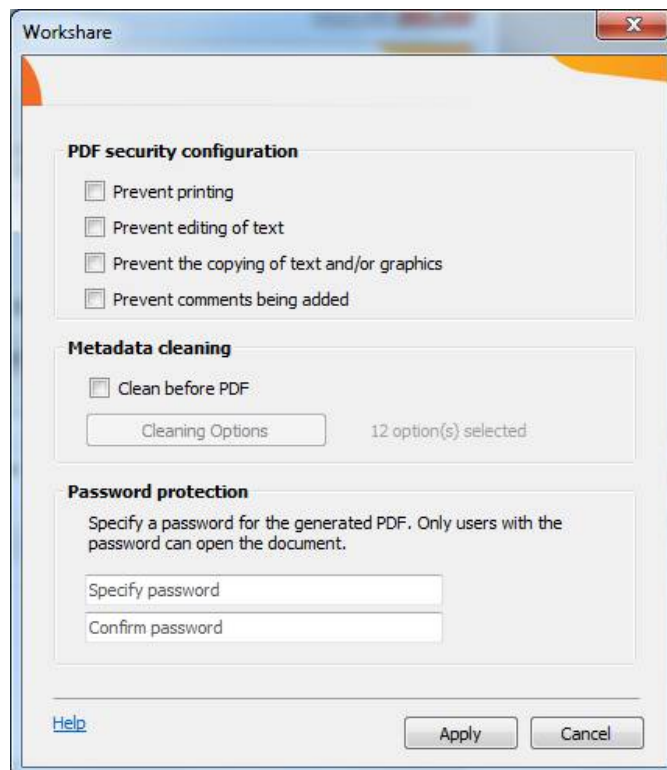 Workshare
PDF security configuration
Prevent printing
Prevent editing of text
Prevent the copying of text and/or graphics
Prevent comments being added
Metadata cleaning
Clean before PDF
Cleaning Options 12 option(s) selected
Password protection
Specify a password for the generated PDF. Only users with the
password can open the document.
Specify password
Confirm password
Help Apply Cancel